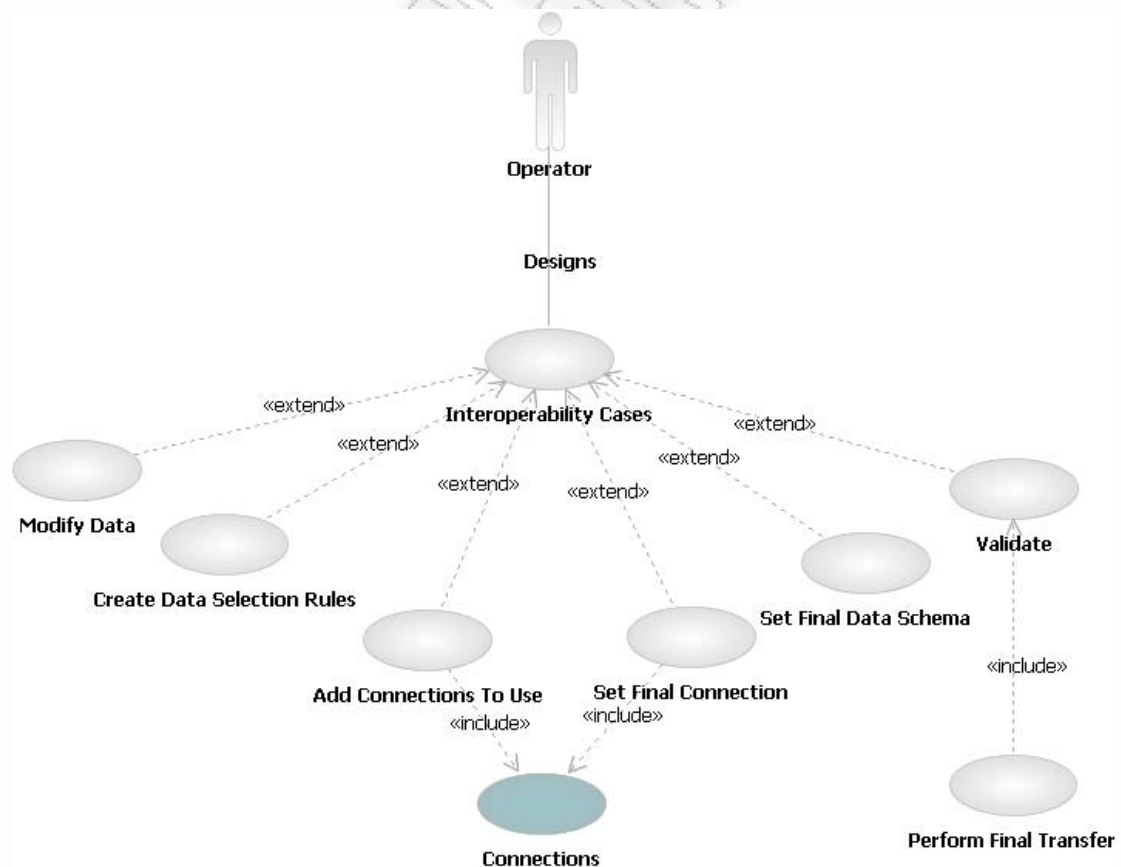 Operator
Designs
Interoperability Cases
«extend»
«extend»
«extend»
«extend»
«extend»
«extend»
Modify Data
Create Data Selection Rules
Add Connections To Use
Set Final Connection
Set Final Data Schema
Validate
«include»
«include»
«include»
Connections
Perform Final Transfer